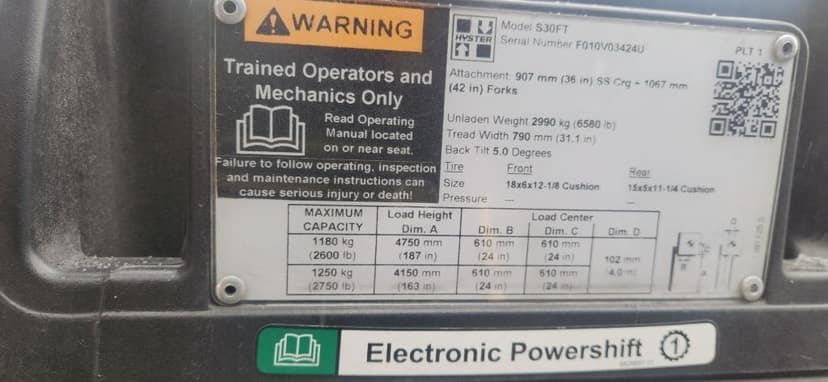 WARNING
Trained Operators and
Mechanics Only
Read Operating
Manual located
on or near seat.
Failure to follow operating, inspection
and maintenance instructions can
cause serious injury or death!
HYSTER
Model S30FT
Serial Number F010V03424U
PLT 1
Attachment 907 mm (36 in) SS Crg - 1067 mm
(42 in) Forks
Unladen Weight 2990 kg (6580 lb)
Tread Width 790 mm (31.1 in)
Back Tilt 5.0 Degrees
Tire Front Rear
Size 18x6x12-1/8 Cushion 15x5x11-1/4 Cushion
Pressure --- ---
MAXIMUM Load Height Load Center
CAPACITY Dim. A Dim. B Dim. C Dim. D
1180 kg 4750 mm 610 mm 610 mm
(2600 lb) (187 in) (24 in) (24 in) 102 mm
1250 kg 4150 mm 610 mm 610 mm (4.0 in)
(2750 lb) (163 in) (24 in) (24 in)
Electronic Powershift 1